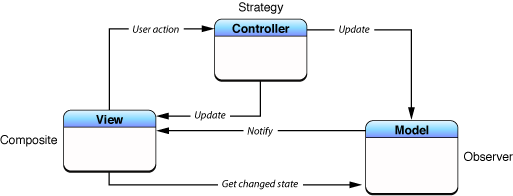 Strategy
User action
Controller
Update
Update
View
Notify
Model
Composite
Observer
Get changed state